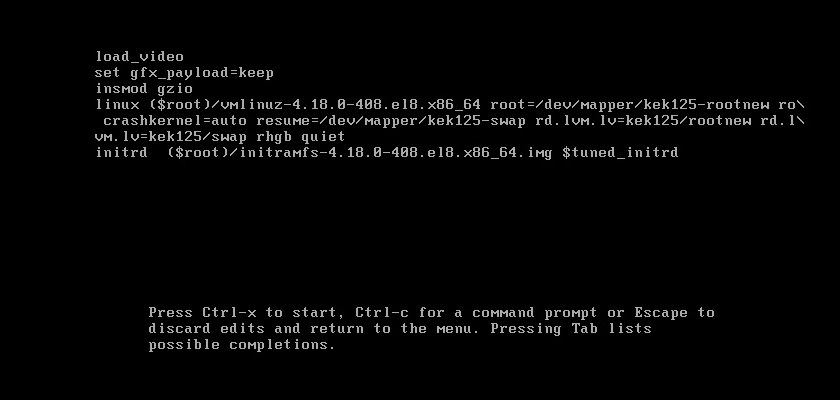 load_video
set gfx_payload=keep
insmod gzio
linux ($root)/vmlinuz-4.18.0-408.el8.x86_64 root=/dev/mapper/kek125-rootnew ro\
 crashkernel=auto resume=/dev/mapper/kek125-swap rd.lvm.lv=kek125/rootnew rd.l\
vm.lv=kek125/swap rhgb quiet
initrd  ($root)/initramfs-4.18.0-408.el8.x86_64.img $tuned_initrd
Press Ctrl-x to start, Ctrl-c for a command prompt or Escape to
discard edits and return to the menu. Pressing Tab lists
possible completions.